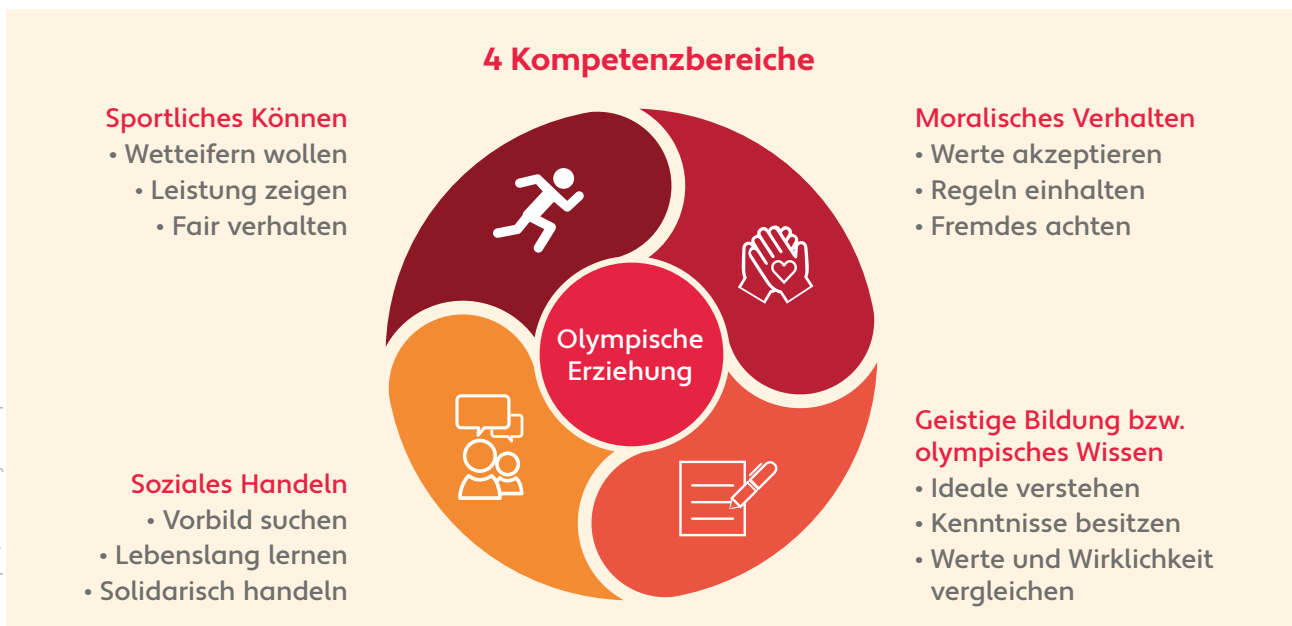 4 Kompetenzbereiche
Sportliches Können
• Wetteifern wollen
• Leistung zeigen
• Fair verhalten
Moralisches Verhalten
• Werte akzeptieren
• Regeln einhalten
• Fremdes achten
Olympische
Erziehung
Soziales Handeln
• Vorbild suchen
• Lebenslang lernen
• Solidarisch handeln
Geistige Bildung bzw.
olympisches Wissen
• Ideale verstehen
• Kenntnisse besitzen
• Werte und Wirklichkeit
vergleichen